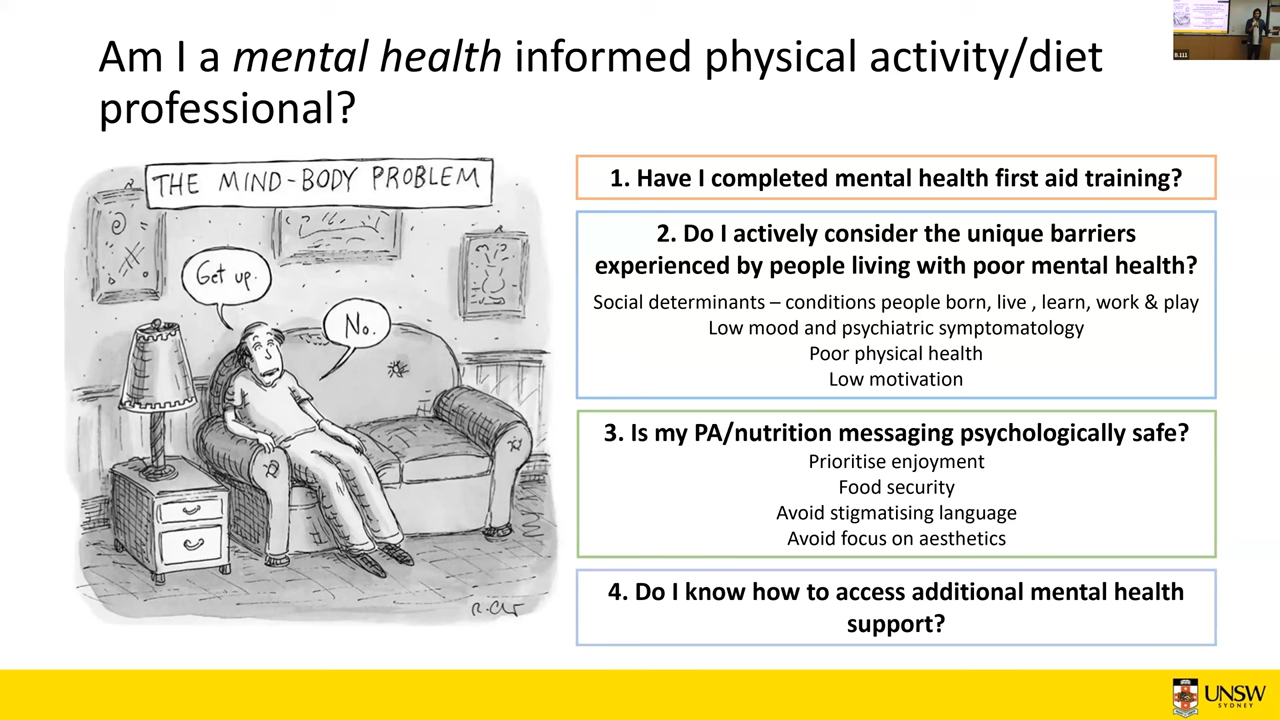 Am I a mental health informed physical activity/diet
professional?
THE MIND-BODY PROBLEM
Get up.
No.
1. Have I completed mental health first aid training?
2. Do I actively consider the unique barriers
experienced by people living with poor mental health?
Social determinants – conditions people born, live , learn, work & play
Low mood and psychiatric symptomatology
Poor physical health
Low motivation
3. Is my PA/nutrition messaging psychologically safe?
Prioritise enjoyment
Food security
Avoid stigmatising language
Avoid focus on aesthetics
4. Do I know how to access additional mental health
support?
UNSW
SYDNEY